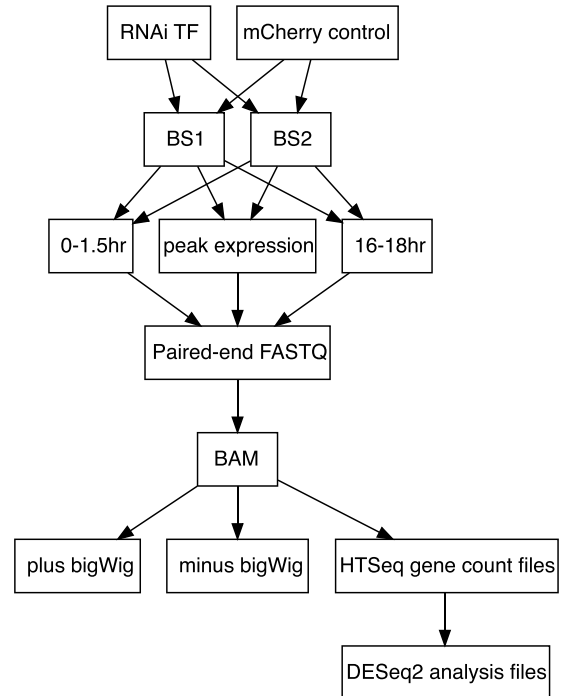 RNAi TF
mCherry control
BS1
BS2
0-1.5hr
peak expression
16-18hr
Paired-end FASTQ
BAM
plus bigWig
minus bigWig
HTSeq gene count files
DESeq2 analysis files